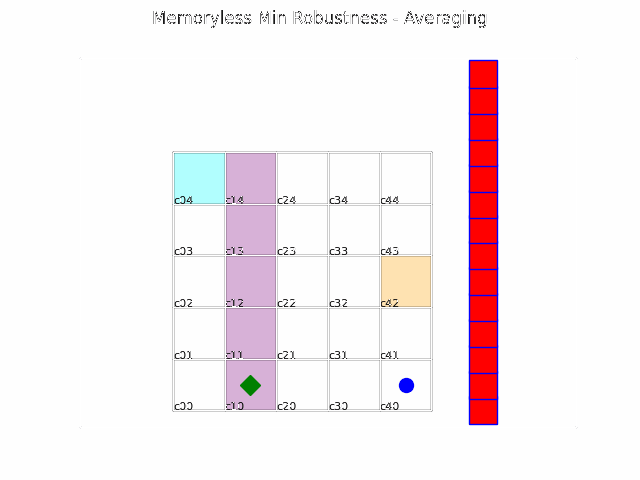 Memoryless Min Robustness - Averaging
c04 c14 c24 c34 c44
c03 c13 c23 c33 c43
c02 c12 c22 c32 c42
c01 c11 c21 c31 c41
c00 c10 c20 c30 c40